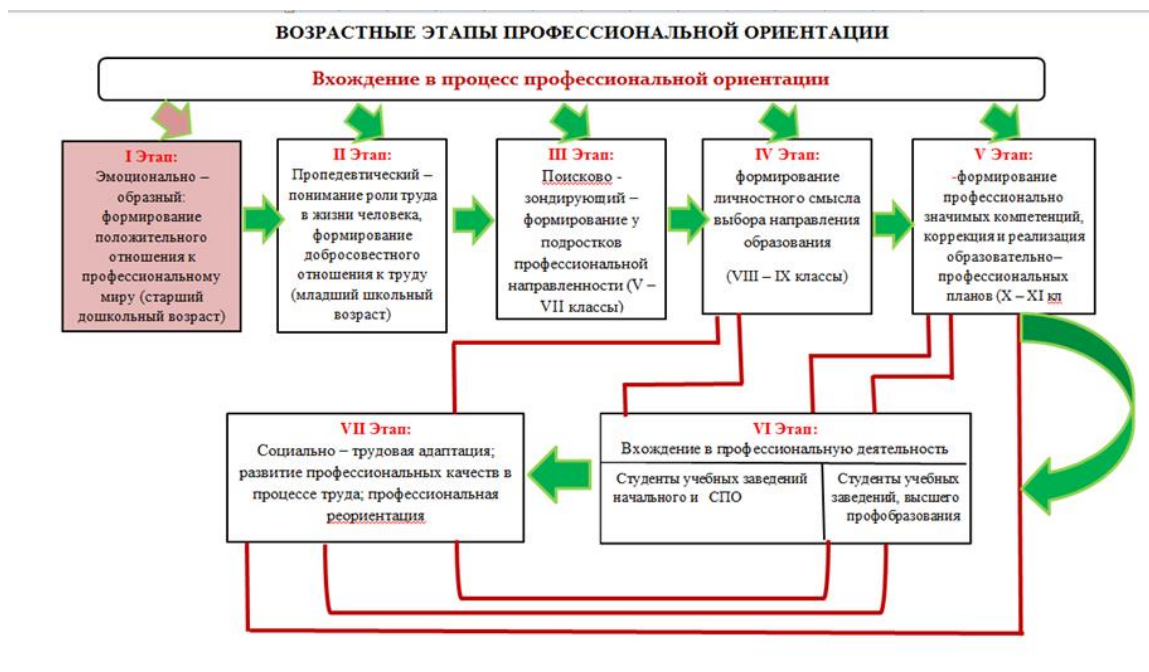 ВОЗРАСТНЫЕ ЭТАПЫ ПРОФЕССИОНАЛЬНОЙ ОРИЕНТАЦИИ
Вхождение в процесс профессиональной ориентации
I Этап:
Эмоционально –
образный:
формирование
положительного
отношения к
профессиональному
миру (старший
дошкольный возраст)
II Этап:
Пропедевтический –
понимание роли труда
в жизни человека,
формирование
добросовестного
отношения к труду
(младший школьный
возраст)
III Этап:
Поисково -
зондирующий –
формирование у
подростков
профессиональной
направленности (V –
VII классы)
IV Этап:
формирование
личностного смысла
выбора направления
образования
(VIII – IX классы)
V Этап:
-формирование
профессионально
значимых компетенций,
коррекция и реализация
образовательно–
профессиональных
планов (X – XI кл
VII Этап:
Социально – трудовая адаптация;
развитие профессиональных качеств в
процессе труда; профессиональная
реориентация
VI Этап:
Вхождение в профессиональную деятельность
Студенты учебных заведений
начального и СПО
Студенты учебных
заведений, высшего
профобразования